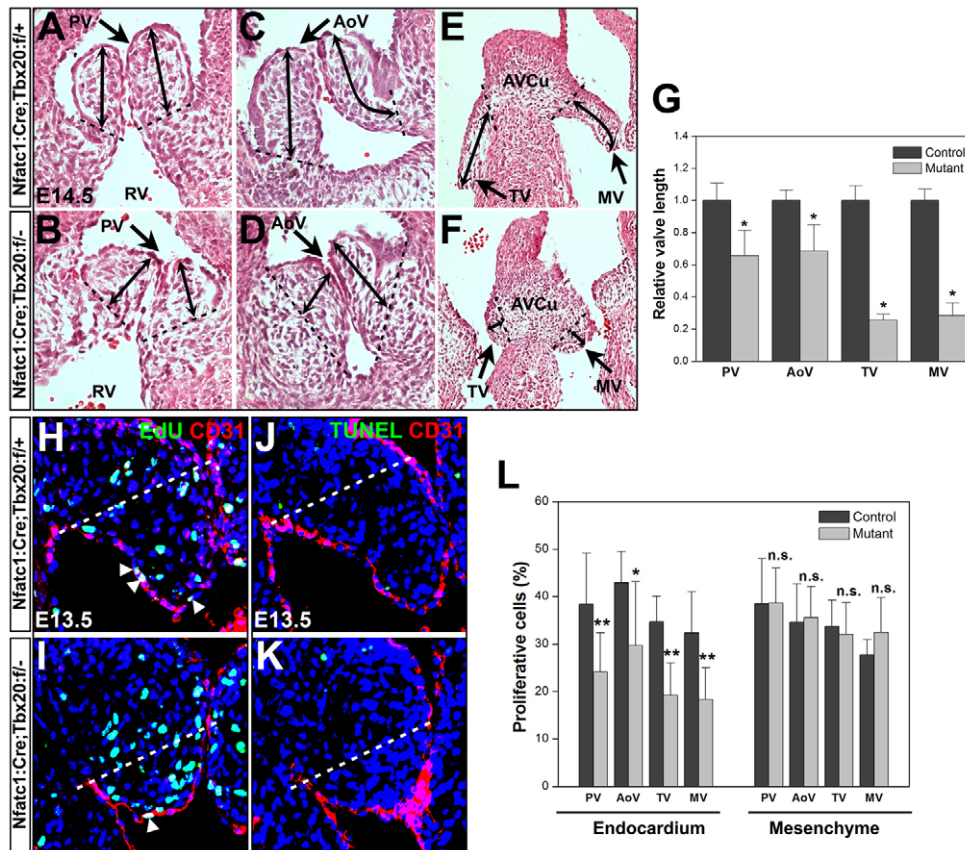 Nfatc1:Cre;Tbx20:f/+
A
PV
RV
E14.5
C
AoV
E
AVCu
TV
MV
Nfatc1:Cre;Tbx20:f/-
B
PV
RV
D
AoV
F
AVCu
TV
MV
G
Relative valve length
1.4
1.2
1.0
0.8
0.6
0.4
0.2
0.0
Control
Mutant
*
*
*
*
PV AoV TV MV
Nfatc1:Cre;Tbx20:f/+
H
EdU CD31
E13.5
J
TUNEL CD31
E13.5
Nfatc1:Cre;Tbx20:f/-
I
K
L
Proliferative cells (%)
60
50
40
30
20
10
0
Control
Mutant
**
*
**
**
n.s.
n.s.
n.s.
n.s.
PV AoV TV MV PV AoV TV MV
Endocardium Mesenchyme